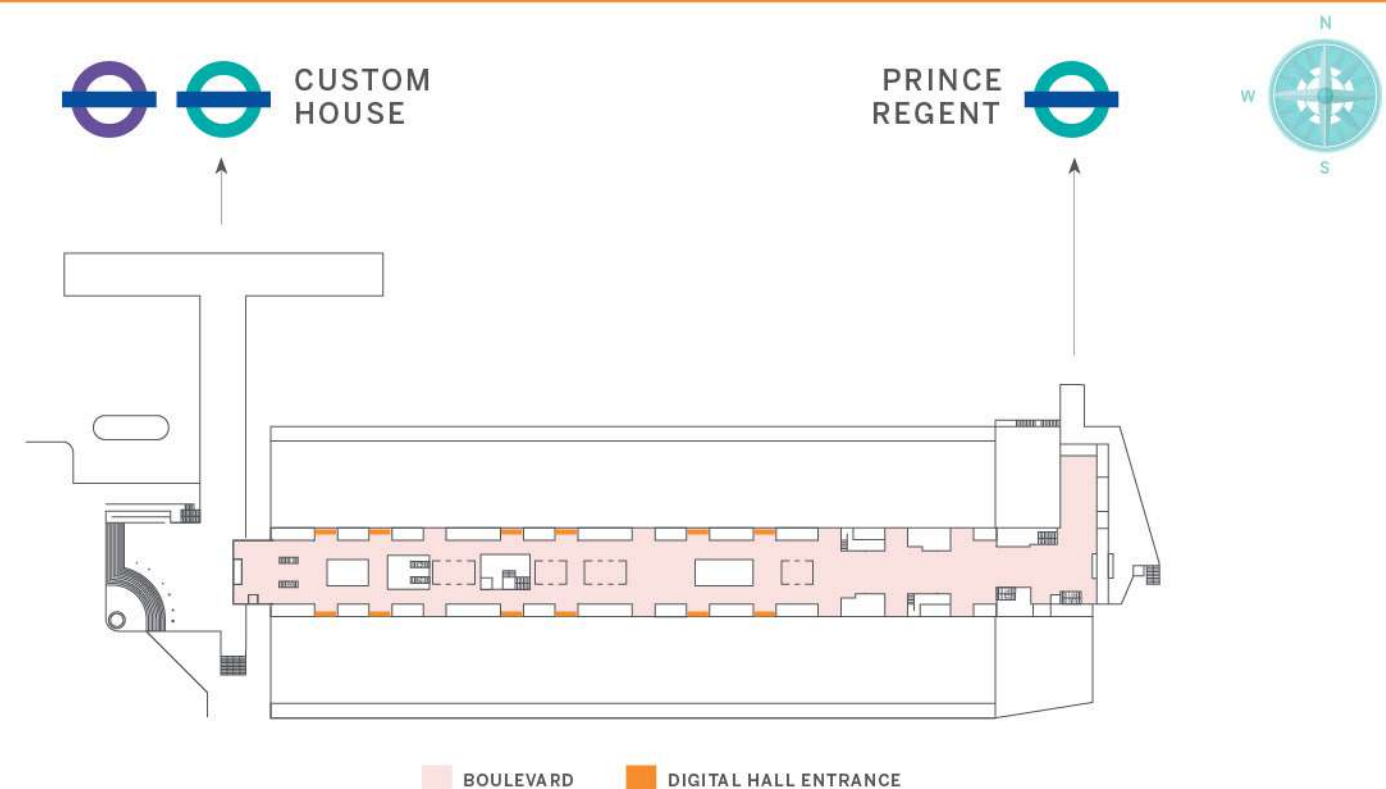 N
CUSTOM
HOUSE
PRINCE
REGENT
W
S
BOULEVARD
DIGITAL HALL ENTRANCE